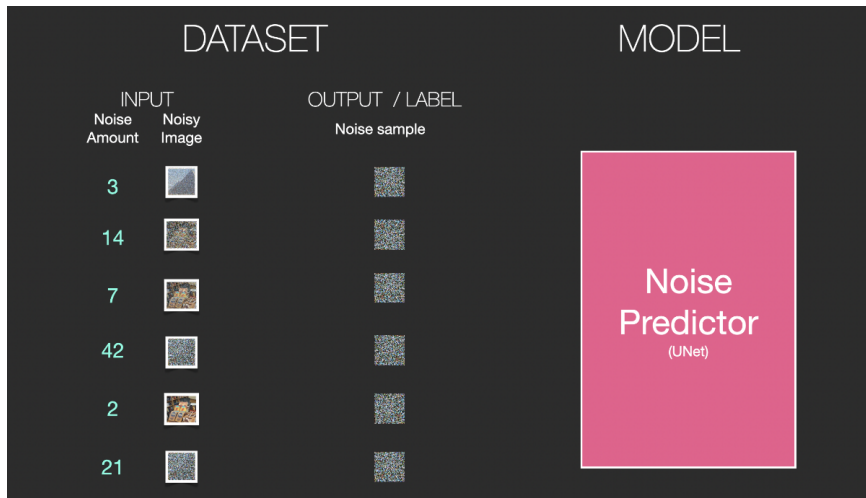 DATASET
MODEL
INPUT
OUTPUT / LABEL
Noise
Amount
Noisy
Image
Noise sample
3
14
7
42
2
21
Noise
Predictor
(UNet)